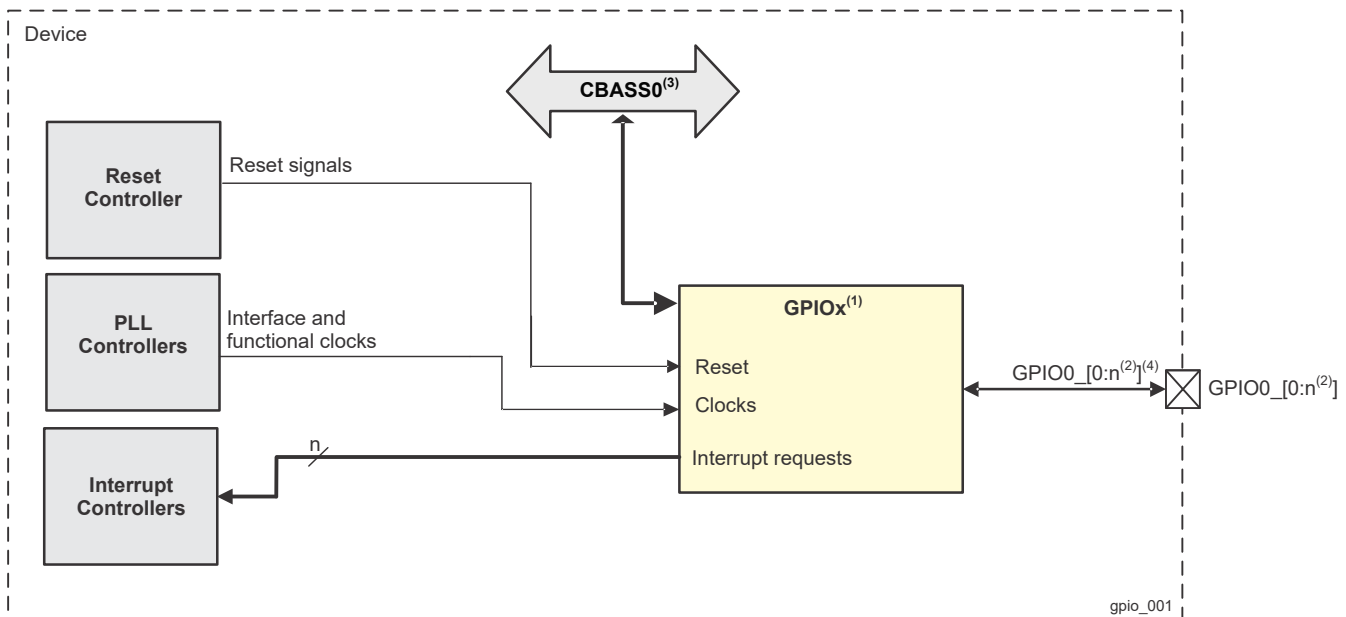 Device
CBASS0(3)
Reset
Controller
Reset signals
PLL
Controllers
Interface and
functional clocks
Interrupt
Controllers
n
GPIOx(1)
Reset
Clocks
Interrupt requests
GPIO0_[0:n(2)](4)
GPIO0_[0:n(2)]
gpio_001